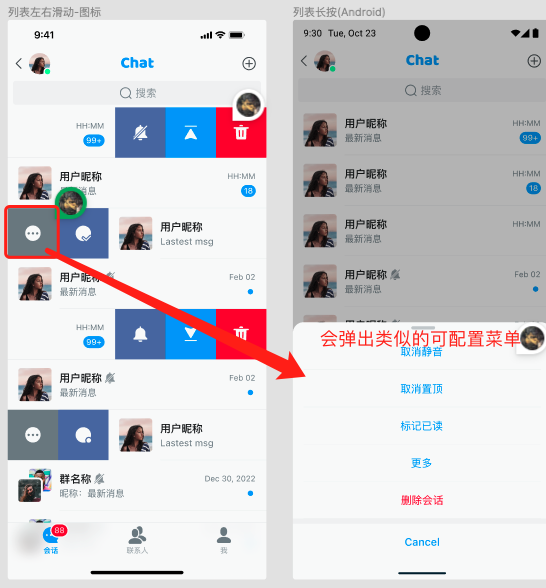 列表左右滑动-图标
9:41
Chat
搜索
HH:MM
99+
用户昵称
HH:MM
最新消息
18
用户昵称
Lastest msg
用户昵称
Feb 02
最新消息
HH:MM
99+
用户昵称
Feb 02
最新消息
用户昵称
Lastest msg
群名称
Dec 30, 2022
昵称：最新消息
88
会话
联系人
我
列表长按(Android)
9:30 Tue, Oct 23
Chat
搜索
用户昵称
HH:MM
最新消息
99+
用户昵称
HH:MM
最新消息
18
用户昵称
HH:MM
最新消息
用户昵称
Feb 02
最新消息
会弹出类似的可配置菜单
取消静音
取消置顶
标记已读
更多
删除会话
Cancel